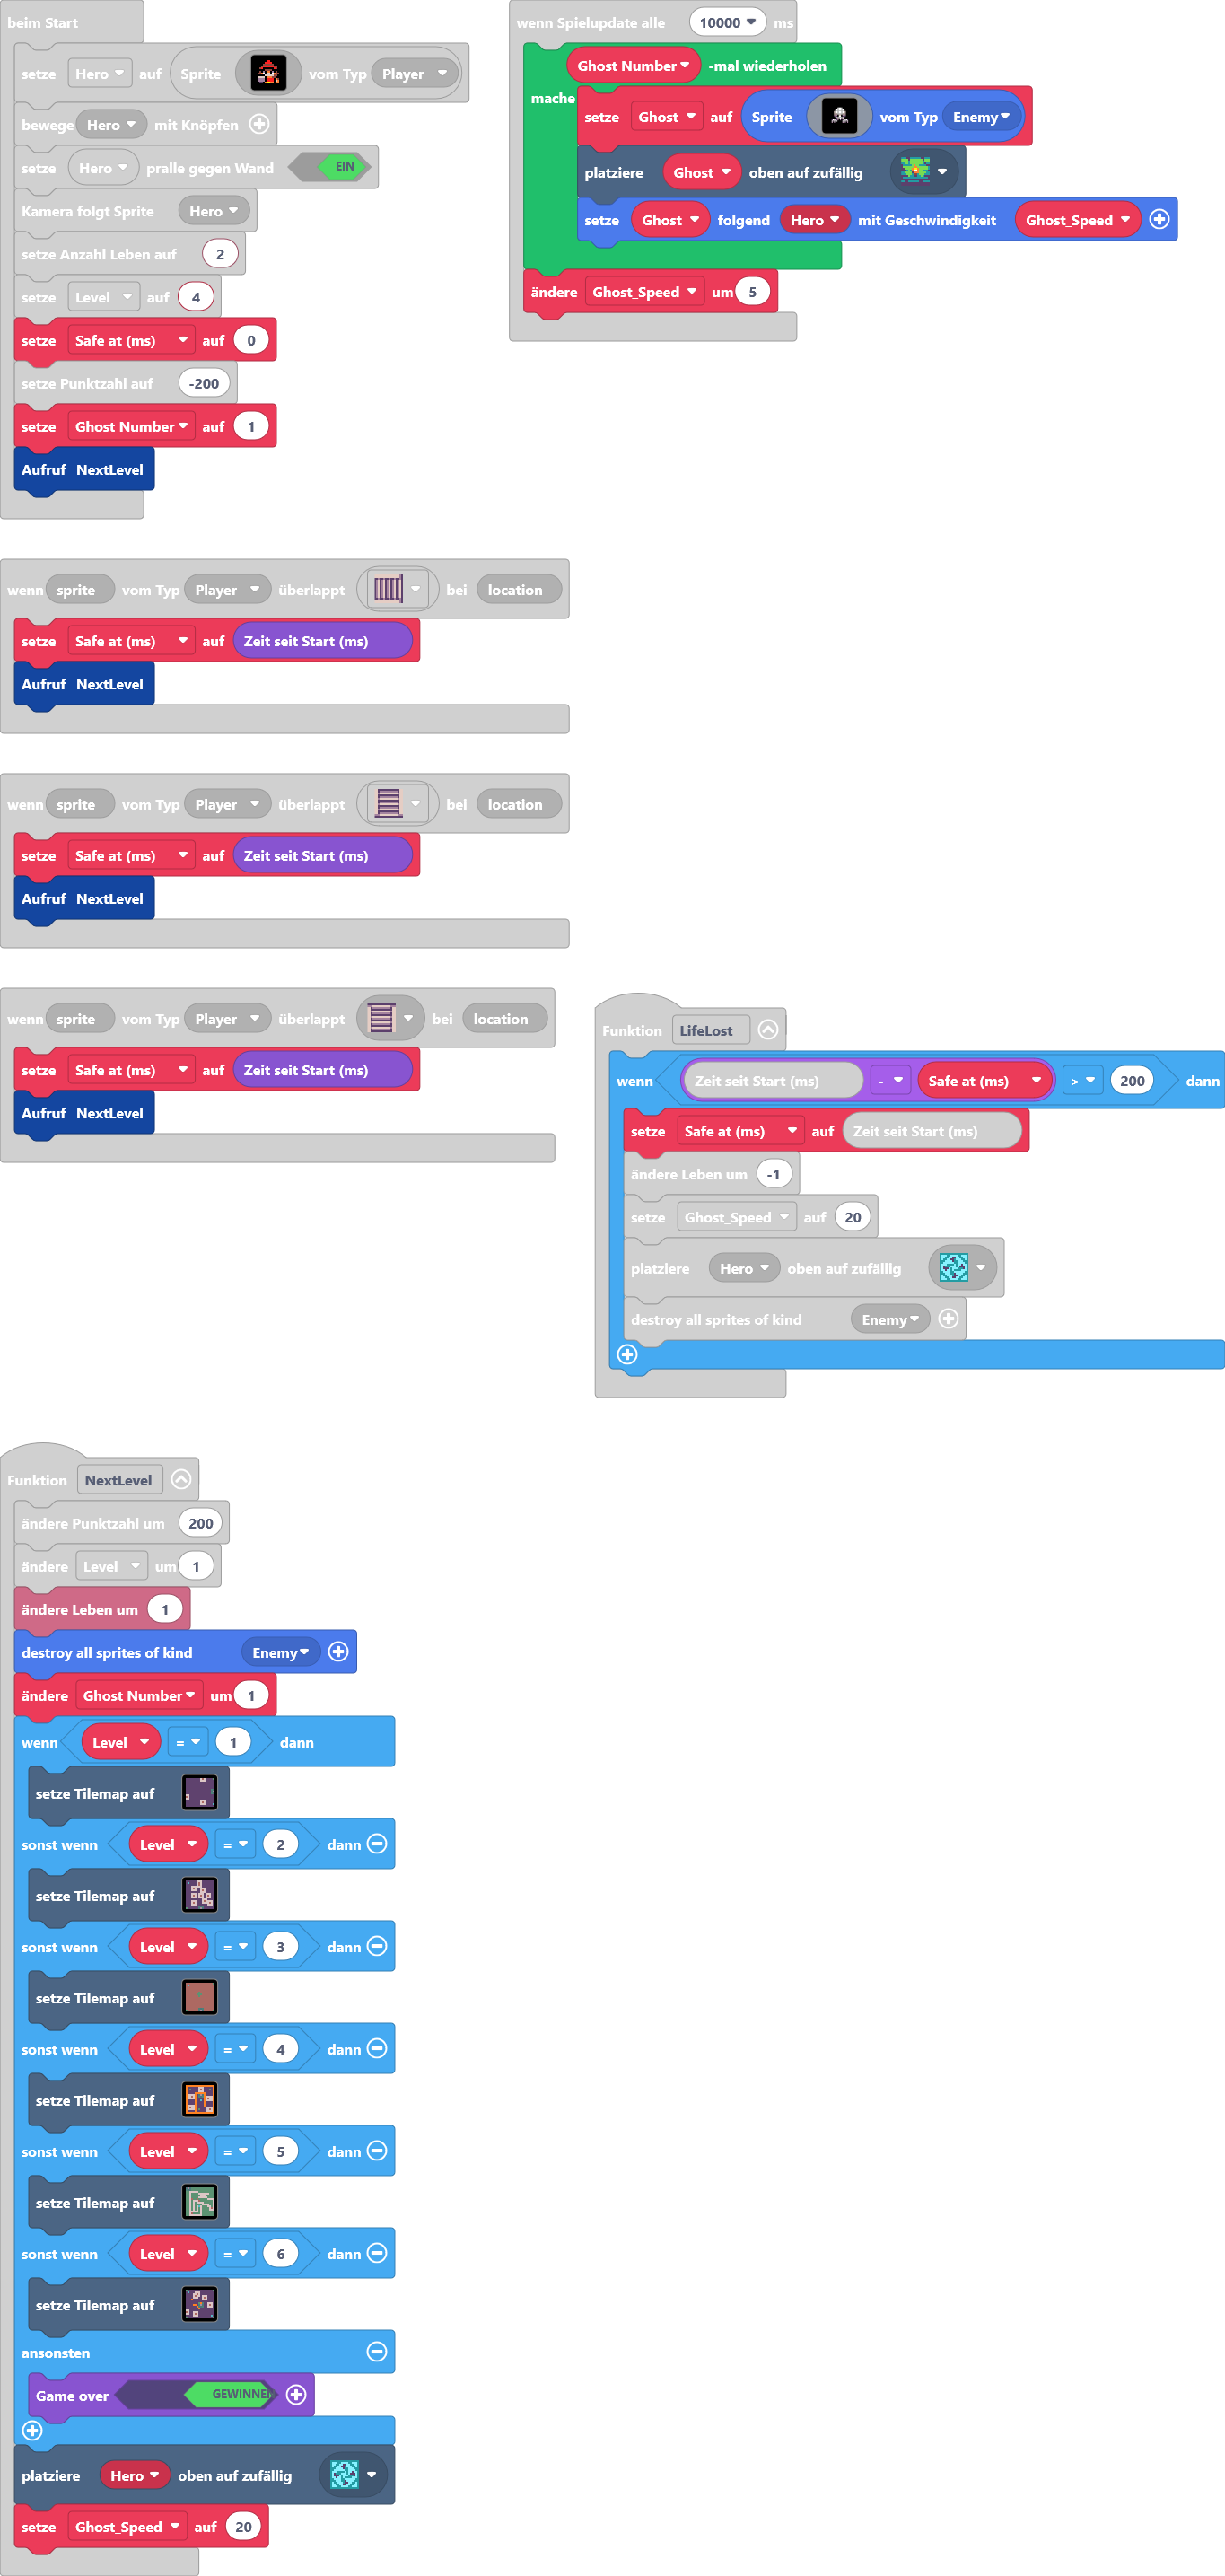 beim Start
setze Hero auf Sprite vom Typ Player
bewege Hero mit Knöpfen
setze Hero pralle gegen Wand EIN
Kamera folgt Sprite Hero
setze Anzahl Leben auf 2
setze Level auf 4
setze Safe at (ms) auf 0
setze Punktzahl auf -200
setze Ghost Number auf 1
Aufruf NextLevel
wenn Spielupdate alle 10000 ms
Ghost Number -mal wiederholen
mache
setze Ghost auf Sprite vom Typ Enemy
platziere Ghost oben auf zufällig
setze Ghost folgend Hero mit Geschwindigkeit Ghost_Speed
ändere Ghost_Speed um 5
wenn sprite vom Typ Player überlappt bei location
setze Safe at (ms) auf Zeit seit Start (ms)
Aufruf NextLevel
wenn sprite vom Typ Player überlappt bei location
setze Safe at (ms) auf Zeit seit Start (ms)
Aufruf NextLevel
wenn sprite vom Typ Player überlappt bei location
setze Safe at (ms) auf Zeit seit Start (ms)
Aufruf NextLevel
Funktion LifeLost
wenn Zeit seit Start (ms) - Safe at (ms) > 200 dann
setze Safe at (ms) auf Zeit seit Start (ms)
ändere Leben um -1
setze Ghost_Speed auf 20
platziere Hero oben auf zufällig
destroy all sprites of kind Enemy
Funktion NextLevel
ändere Punktzahl um 200
ändere Level um 1
ändere Leben um 1
destroy all sprites of kind Enemy
ändere Ghost Number um 1
wenn Level = 1 dann
setze Tilemap auf
sonst wenn Level = 2 dann
setze Tilemap auf
sonst wenn Level = 3 dann
setze Tilemap auf
sonst wenn Level = 4 dann
setze Tilemap auf
sonst wenn Level = 5 dann
setze Tilemap auf
sonst wenn Level = 6 dann
setze Tilemap auf
ansonsten
Game over GEWINNEN
platziere Hero oben auf zufällig
setze Ghost_Speed auf 20